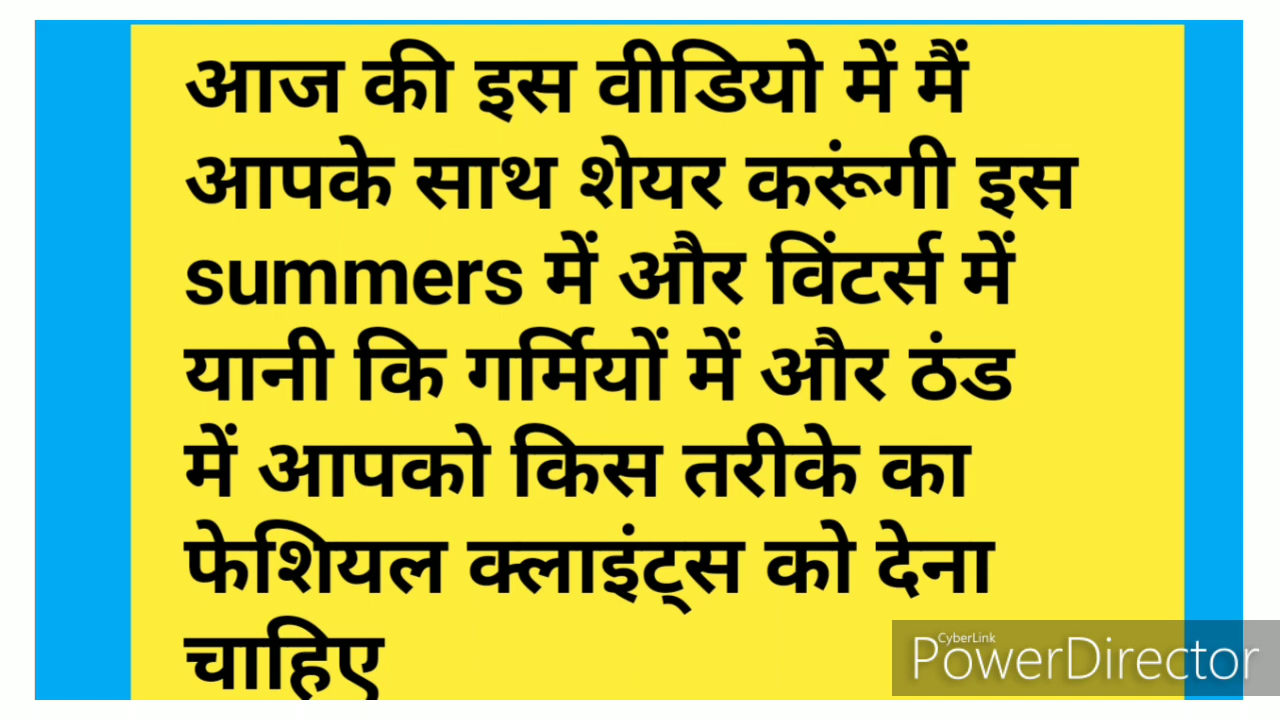 आज की इस वीडियो में मैं
आपके साथ शेयर करूंगी इस
summers में और विंटर्स में
यानी कि गर्मियों में और ठंड
में आपको किस तरीके का
फेशियल क्लाइंट्स को देना
चाहिए
CyberLink
PowerDirector